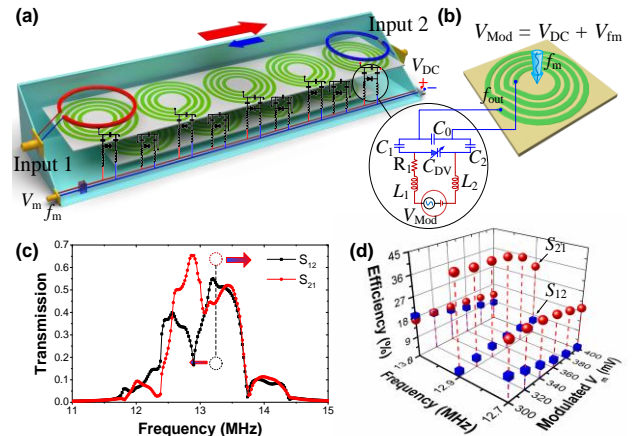 (a)
Input 2
V_DC
+
−
Input 1
V_m
f_m
(b)
V_Mod = V_DC + V_fm
f_m
f_out
C_0
C_1
C_2
C_DV
R_1
L_1
L_2
V_Mod
(c)
0.7
0.6
0.5
0.4
0.3
0.2
0.1
0.0
Transmission
S_12
S_21
11 12 13 14 15
Frequency (MHz)
(d)
45
36
27
18
9
Efficiency (%)
S_21
S_12
13.8
12.9
12.7
Frequency (MHz)
300
320
340
360
380
400
Modulated V_m (mV)